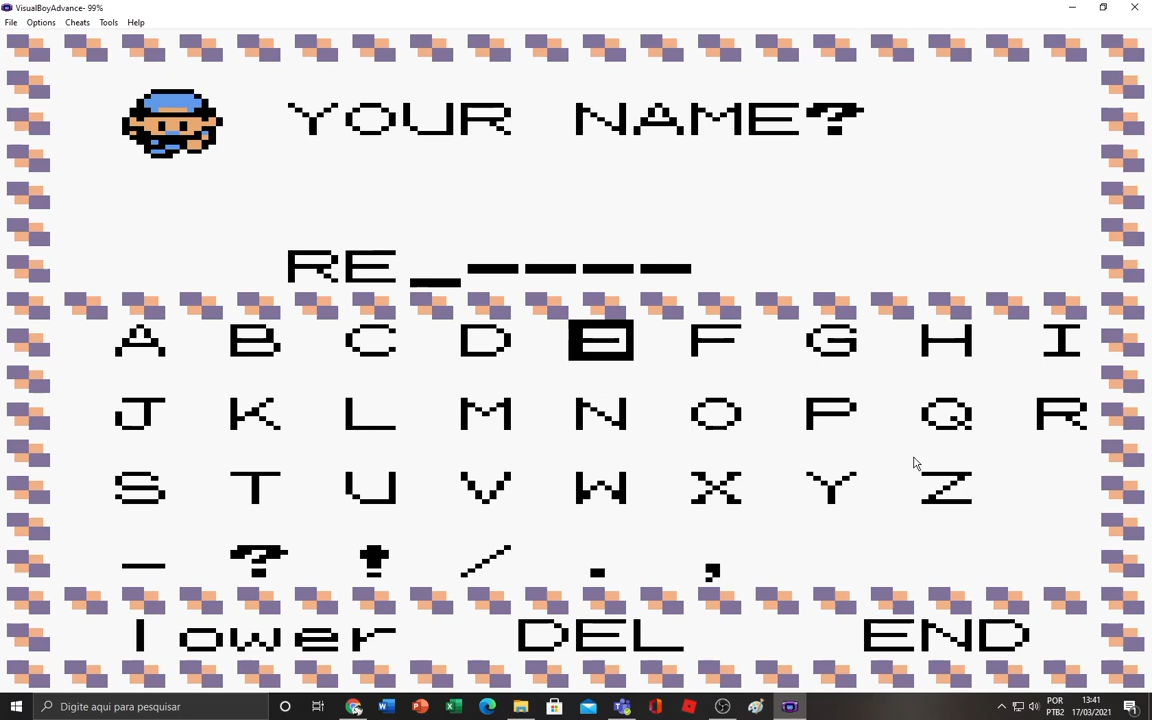 VisualBoyAdvance- 99%
File Options Cheats Tools Help
YOUR NAME?
RE_____
A B C D E F G H I
J K L M N O P Q R
S T U V W X Y Z
- ? ! / . ,
lower DEL END
Digite aqui para pesquisar
POR 13:41
PTB2 17/03/2021